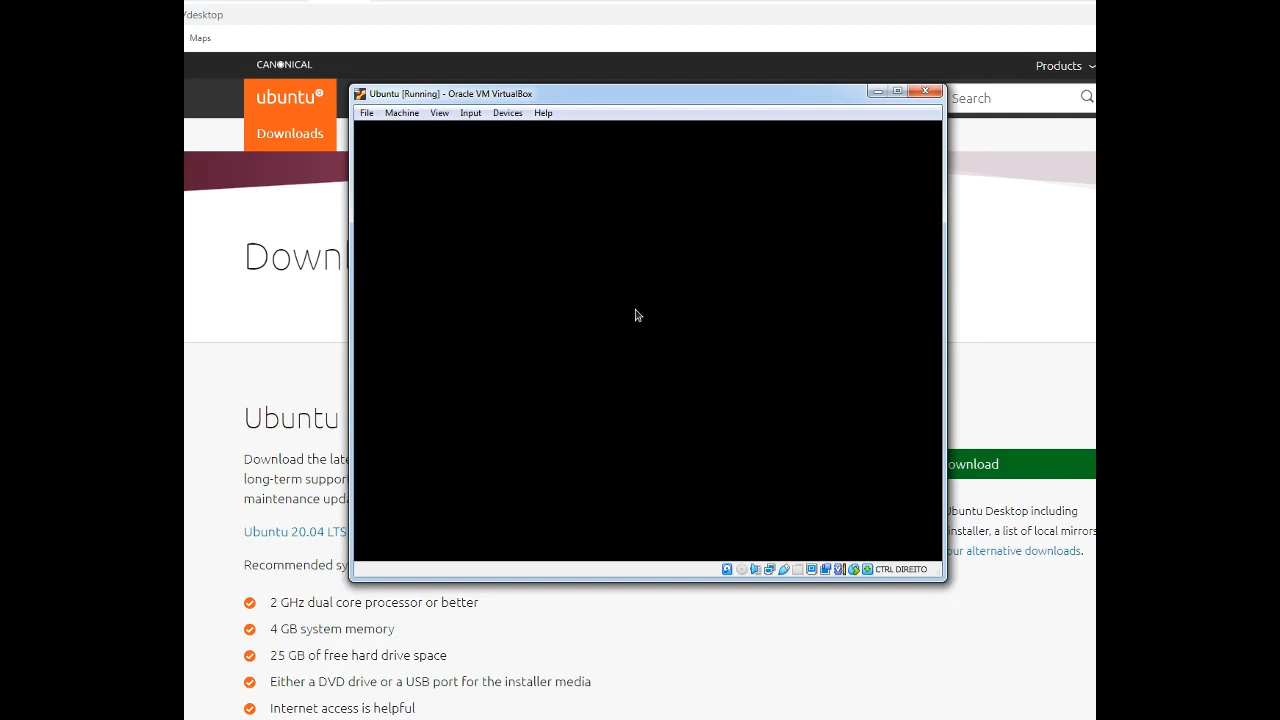 /desktop
Maps
CANONICAL
Products
ubuntu
Downloads
Search
Ubuntu [Running] - Oracle VM VirtualBox
File Machine View Input Devices Help
Downl
Ubuntu
Download the late
long-term suppor
maintenance upda
Ubuntu 20.04 LTS
Recommended sy
ownload
Ubuntu Desktop including
installer, a list of local mirrors
our alternative downloads.
CTRL DIREITO
2 GHz dual core processor or better
4 GB system memory
25 GB of free hard drive space
Either a DVD drive or a USB port for the installer media
Internet access is helpful